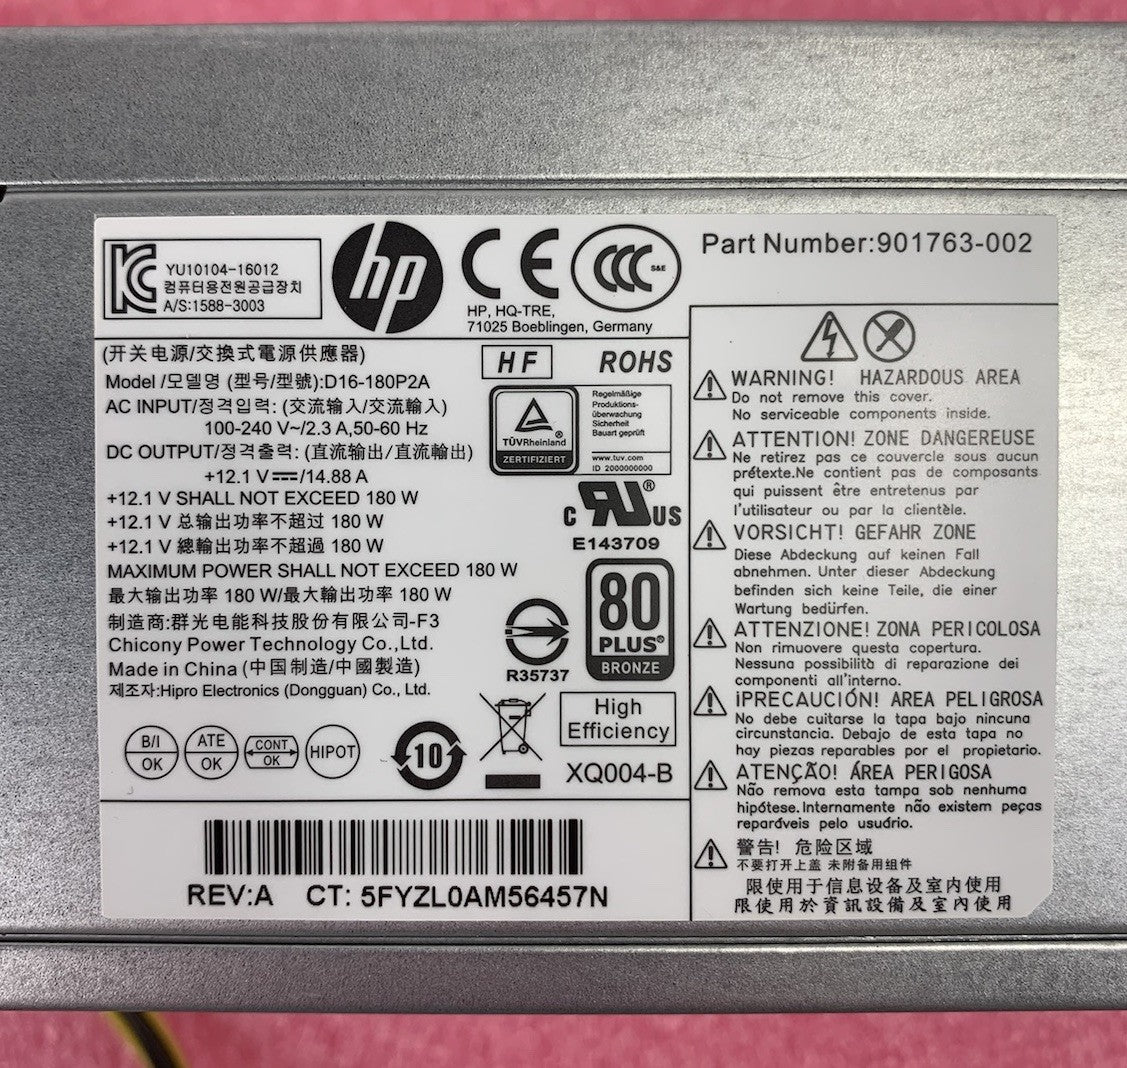 YU10104-16012
컴퓨터용전원공급장치
A/S:1588-3003
hp
CE
CCC
S&E
HP, HQ-TRE,
71025 Boeblingen, Germany
Part Number:901763-002
(开关电源/交換式電源供應器)
Model /모델명 (型号/型號):D16-180P2A
AC INPUT/정격입력: (交流输入/交流輸入)
100-240 V~/2.3 A,50-60 Hz
DC OUTPUT/정격출력: (直流输出/直流輸出)
+12.1 V⎓/14.88 A
+12.1 V SHALL NOT EXCEED 180 W
+12.1 V 总输出功率不超过 180 W
+12.1 V 總輸出功率不超過 180 W
MAXIMUM POWER SHALL NOT EXCEED 180 W
最大输出功率 180 W/最大輸出功率 180 W
制造商:群光电能科技股份有限公司-F3
Chicony Power Technology Co.,Ltd.
Made in China (中国制造/中國製造)
제조자:Hipro Electronics (Dongguan) Co., Ltd.
HF
ROHS
TÜVRheinland®
ZERTIFIZIERT
Regelmäßige
Produktions-
überwachung
Sicherheit
Bauart geprüft
www.tuv.com
ID 2000000000
C RU® US
E143709
R35737
80
PLUS®
BRONZE
High
Efficiency
XQ004-B
B/I
OK
ATE
OK
CONT
OK
HIPOT
10
REV:A CT: 5FYZL0AM56457N
WARNING! HAZARDOUS AREA
Do not remove this cover.
No serviceable components inside.
ATTENTION! ZONE DANGEREUSE
Ne retirez pas ce couvercle sous aucun
prétexte.Ne contient pas de composants
qui puissent être entretenus par
l'utilisateur ou par la clientèle.
VORSICHT! GEFAHR ZONE
Diese Abdeckung auf keinen Fall
abnehmen. Unter dieser Abdeckung
befinden sich keine Teile, die einer
Wartung bedürfen.
ATTENZIONE! ZONA PERICOLOSA
Non rimuovere questa copertura.
Nessuna possibilità di reparazione dei
componenti all'interno.
¡PRECAUCIÓN! AREA PELIGROSA
No debe cuitarse la tapa bajo nincuna
circunstancia. Debajo de esta tapa no
hay piezas reparables por el propietario.
ATENÇÃO! ÁREA PERIGOSA
Não remova esta tampa sob nenhuma
hipótese. Internamente não existem peças
reparáveis pelo usuário.
警告! 危险区域
不要打开上盖 未附备用组件
限使用于信息设备及室内使用
限使用於資訊設備及室內使用